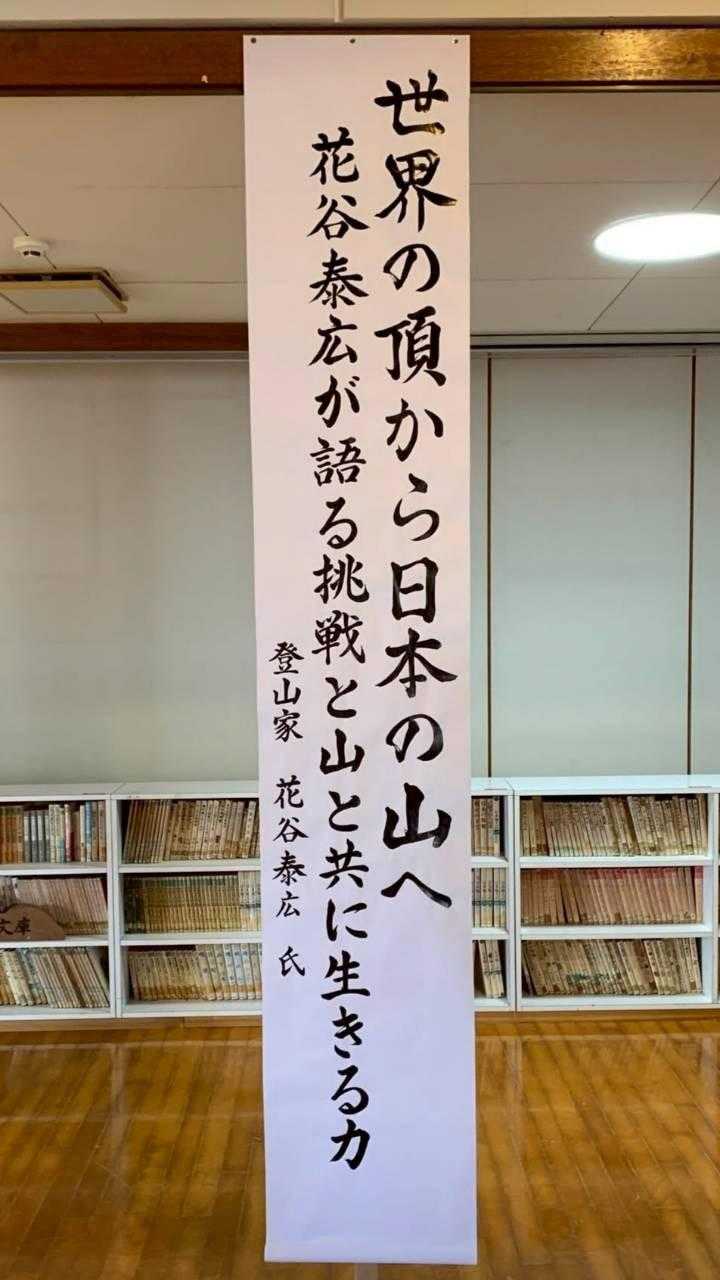 世界の頂から日本の山へ
花谷泰広が語る挑戦と山と共に生きる力
登山家 花谷泰広 氏
文庫